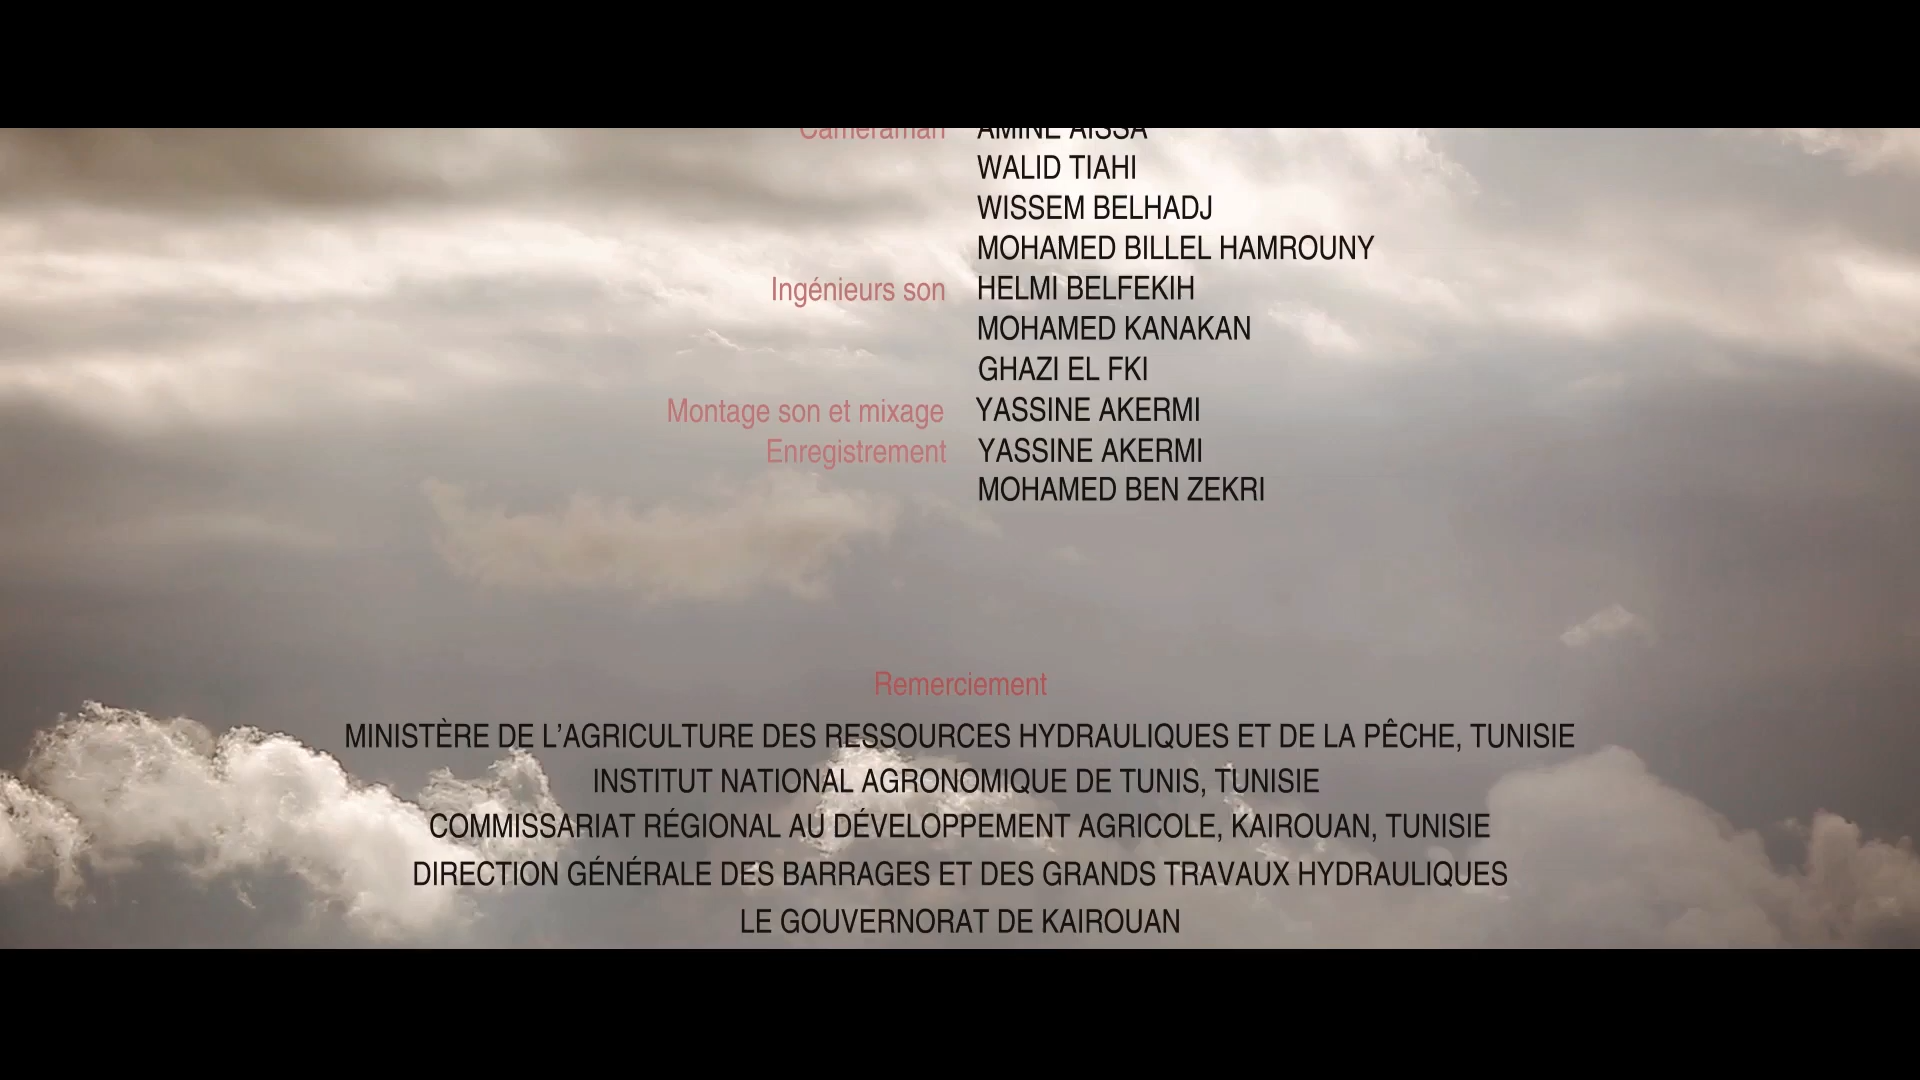 Cameraman AMINE AISSA
WALID TIAHI
WISSEM BELHADJ
MOHAMED BILLEL HAMROUNY
Ingénieurs son HELMI BELFEKIH
MOHAMED KANAKAN
GHAZI EL FKI
Montage son et mixage YASSINE AKERMI
Enregistrement YASSINE AKERMI
MOHAMED BEN ZEKRI
Remerciement
MINISTÈRE DE L’AGRICULTURE DES RESSOURCES HYDRAULIQUES ET DE LA PÊCHE, TUNISIE
INSTITUT NATIONAL AGRONOMIQUE DE TUNIS, TUNISIE
COMMISSARIAT RÉGIONAL AU DÉVELOPPEMENT AGRICOLE, KAIROUAN, TUNISIE
DIRECTION GÉNÉRALE DES BARRAGES ET DES GRANDS TRAVAUX HYDRAULIQUES
LE GOUVERNORAT DE KAIROUAN